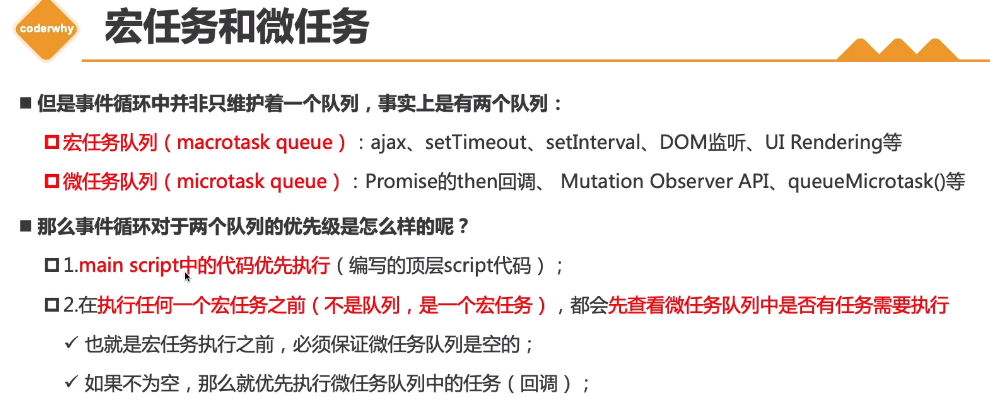 coderwhy
宏任务和微任务
但是事件循环中并非只维护着一个队列，事实上是有两个队列：
宏任务队列（macrotask queue）：ajax、setTimeout、setInterval、DOM监听、UI Rendering等
微任务队列（microtask queue）：Promise的then回调、 Mutation Observer API、queueMicrotask()等
那么事件循环对于两个队列的优先级是怎么样的呢？
1.main script中的代码优先执行（编写的顶层script代码）；
2.在执行任何一个宏任务之前（不是队列，是一个宏任务），都会先查看微任务队列中是否有任务需要执行
✓ 也就是宏任务执行之前，必须保证微任务队列是空的；
✓ 如果不为空，那么就优先执行微任务队列中的任务（回调）；